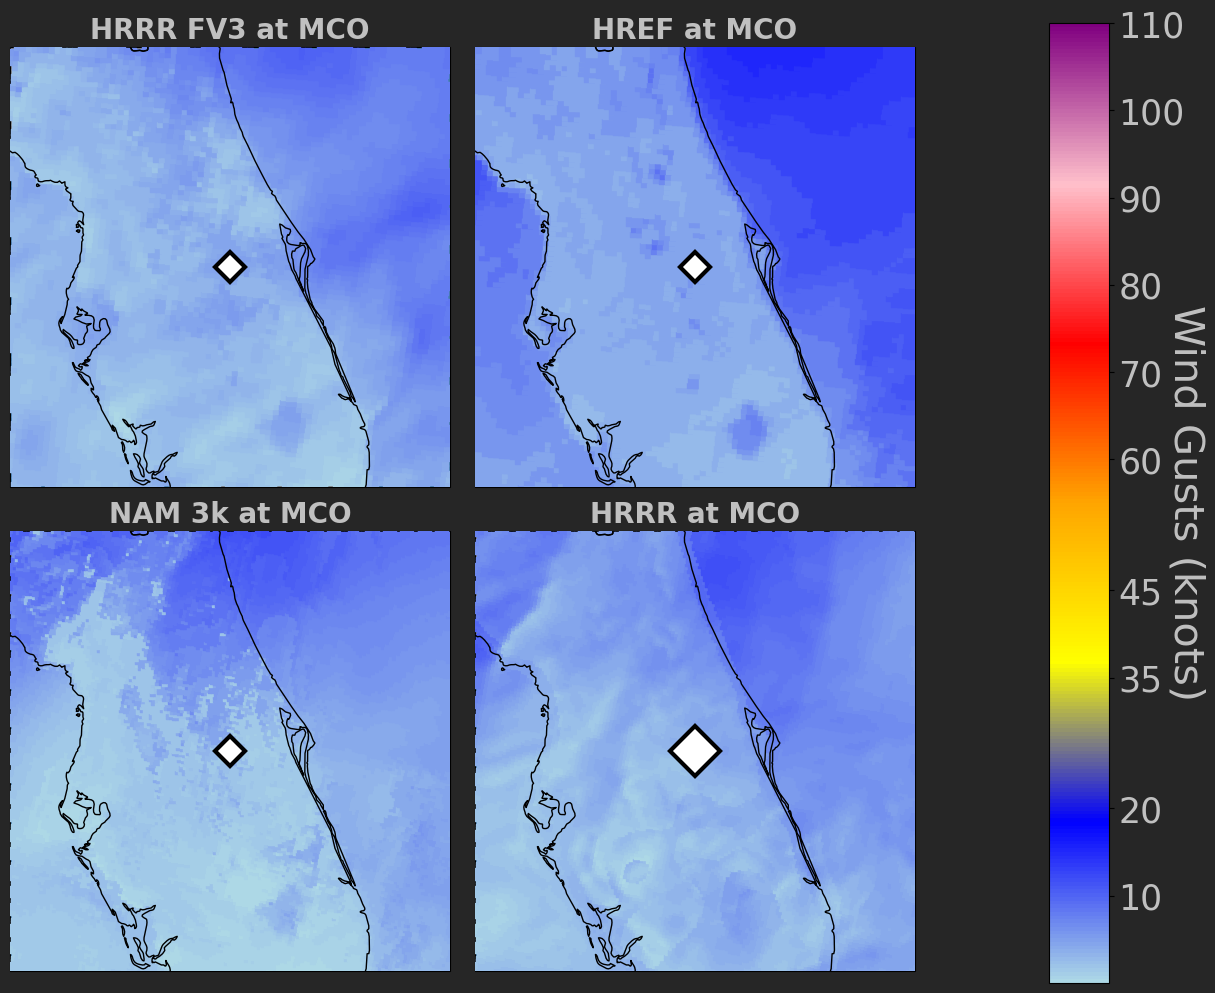 HRRR FV3 at MCO
HREF at MCO
NAM 3k at MCO
HRRR at MCO
110
100
90
80
70
60
45
35
20
10
Wind Gusts (knots)